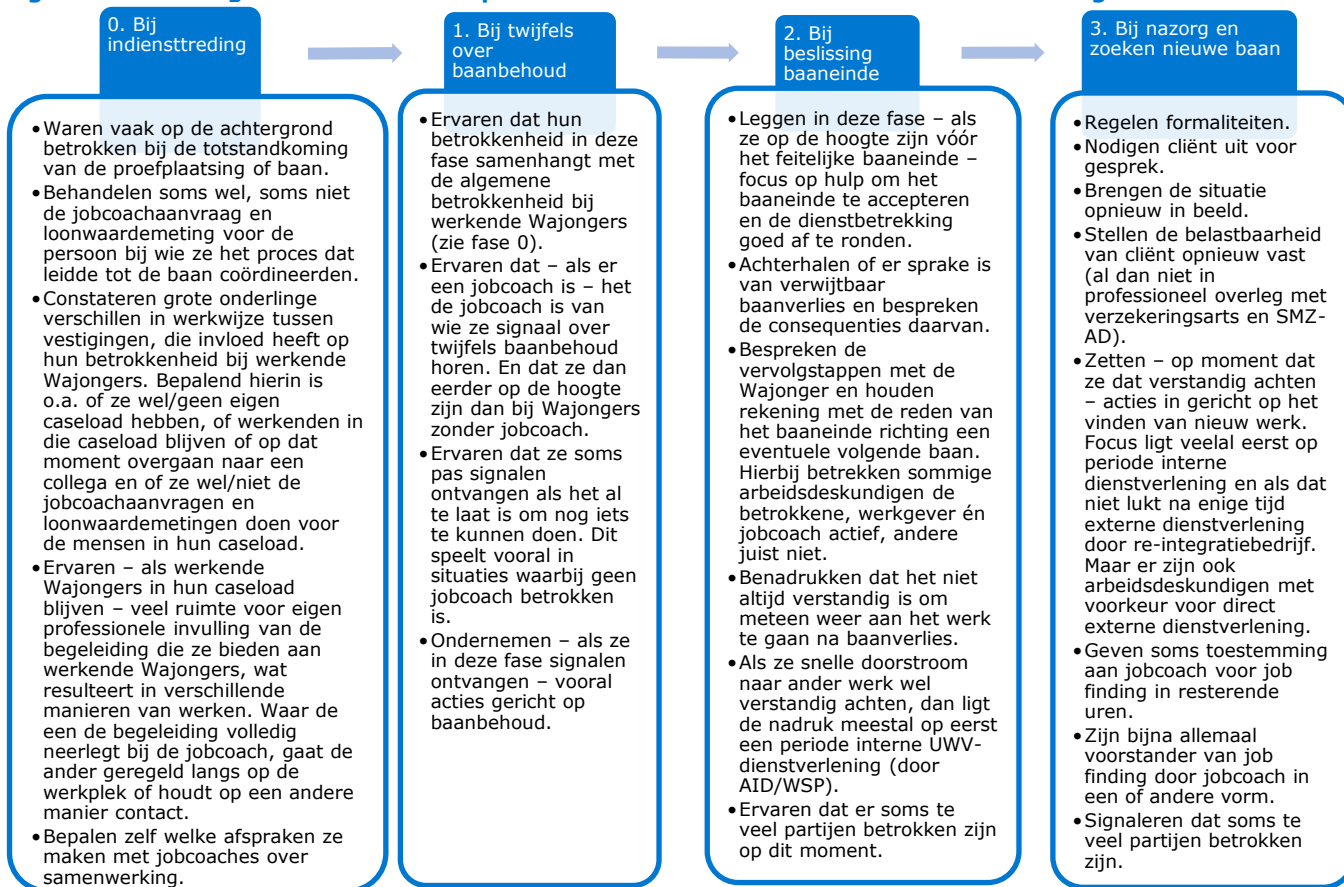 0. Bij
indiensttreding
•Waren vaak op de achtergrond
betrokken bij de totstandkoming
van de proefplaatsing of baan.
•Behandelen soms wel, soms niet
de jobcoachaanvraag en
loonwaardemeting voor de
persoon bij wie ze het proces dat
leidde tot de baan coördineerden.
•Constateren grote onderlinge
verschillen in werkwijze tussen
vestigingen, die invloed heeft op
hun betrokkenheid bij werkende
Wajongers. Bepalend hierin is
o.a. of ze wel/geen eigen
caseload hebben, of werkenden in
die caseload blijven of op dat
moment overgaan naar een
collega en of ze wel/niet de
jobcoachaanvragen en
loonwaardemetingen doen voor
de mensen in hun caseload.
•Ervaren – als werkende
Wajongers in hun caseload
blijven – veel ruimte voor eigen
professionele invulling van de
begeleiding die ze bieden aan
werkende Wajongers, wat
resulteert in verschillende
manieren van werken. Waar de
een de begeleiding volledig
neerlegt bij de jobcoach, gaat de
ander geregeld langs op de
werkplek of houdt op een andere
manier contact.
•Bepalen zelf welke afspraken ze
maken met jobcoaches over
samenwerking.
1. Bij twijfels
over
baanbehoud
•Ervaren dat hun
betrokkenheid in deze
fase samenhangt met
de algemene
betrokkenheid bij
werkende Wajongers
(zie fase 0).
•Ervaren dat – als er
een jobcoach is – het
de jobcoach is van
wie ze signaal over
twijfels baanbehoud
horen. En dat ze dan
eerder op de hoogte
zijn dan bij Wajongers
zonder jobcoach.
•Ervaren dat ze soms
pas signalen
ontvangen als het al
te laat is om nog iets
te kunnen doen. Dit
speelt vooral in
situaties waarbij geen
jobcoach betrokken
is.
•Ondernemen – als ze
in deze fase signalen
ontvangen – vooral
acties gericht op
baanbehoud.
2. Bij
beslissing
baaneinde
•Leggen in deze fase – als
ze op de hoogte zijn vóór
het feitelijke baaneinde –
focus op hulp om het
baaneinde te accepteren
en de dienstbetrekking
goed af te ronden.
•Achterhalen of er sprake is
van verwijtbaar
baanverlies en bespreken
de consequenties daarvan.
•Bespreken de
vervolgstappen met de
Wajonger en houden
rekening met de reden van
het baaneinde richting een
eventuele volgende baan.
Hierbij betrekken sommige
arbeidsdeskundigen de
betrokkene, werkgever én
jobcoach actief, andere
juist niet.
•Benadrukken dat het niet
altijd verstandig is om
meteen weer aan het werk
te gaan na baanverlies.
•Als ze snelle doorstroom
naar ander werk wel
verstandig achten, dan ligt
de nadruk meestal op eerst
een periode interne UWV-
dienstverlening (door
AID/WSP).
•Ervaren dat er soms te
veel partijen betrokken zijn
op dit moment.
3. Bij nazorg en
zoeken nieuwe baan
•Regelen formaliteiten.
•Nodigen cliënt uit voor
gesprek.
•Brengen de situatie
opnieuw in beeld.
•Stellen de belastbaarheid
van cliënt opnieuw vast
(al dan niet in
professioneel overleg met
verzekeringsarts en SMZ-
AD).
•Zetten – op moment dat
ze dat verstandig achten
– acties in gericht op het
vinden van nieuw werk.
Focus ligt veelal eerst op
periode interne
dienstverlening en als dat
niet lukt na enige tijd
externe dienstverlening
door re-integratiebedrijf.
Maar er zijn ook
arbeidsdeskundigen met
voorkeur voor direct
externe dienstverlening.
•Geven soms toestemming
aan jobcoach voor job
finding in resterende
uren.
•Zijn bijna allemaal
voorstander van job
finding door jobcoach in
een of andere vorm.
•Signaleren dat soms te
veel partijen betrokken
zijn.